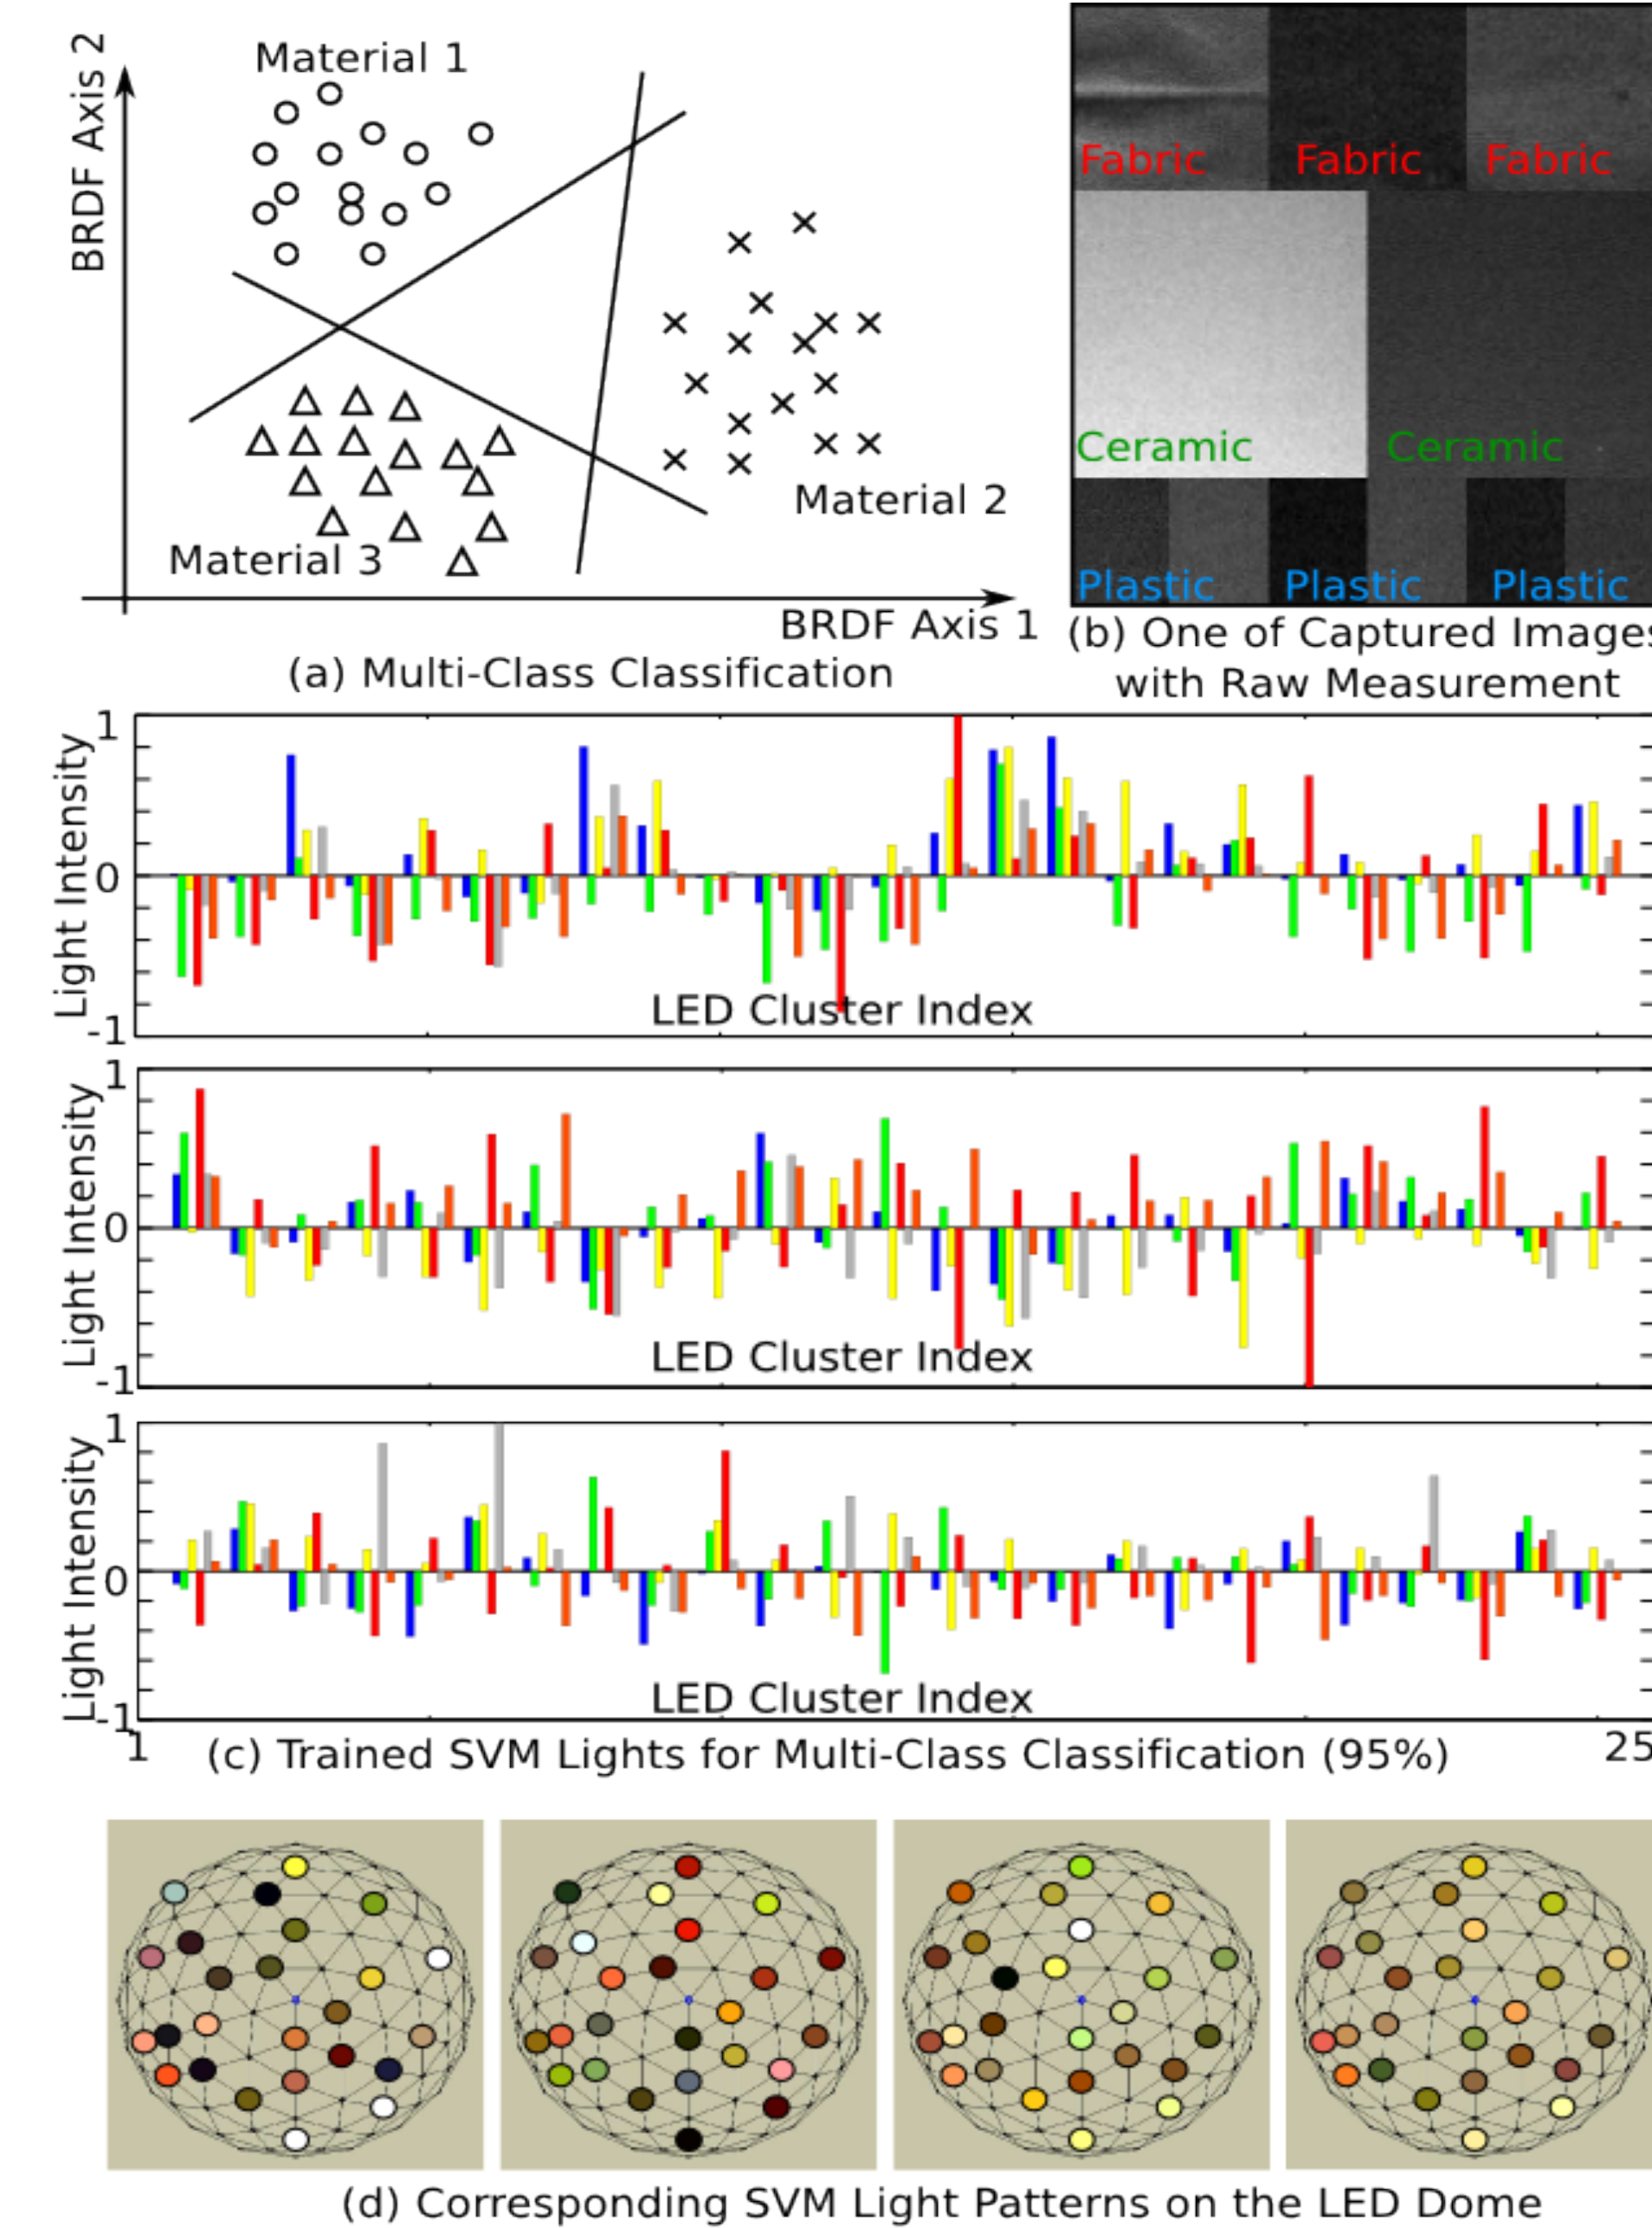 BRDF Axis 2
Material 1
Material 2
Material 3
BRDF Axis 1
(a) Multi-Class Classification
Fabric Fabric Fabric
Ceramic Ceramic
Plastic Plastic Plastic
(b) One of Captured Images
with Raw Measurement
Light Intensity
1
0
-1
LED Cluster Index
Light Intensity
1
0
-1
LED Cluster Index
Light Intensity
1
0
-1
LED Cluster Index
1 25
(c) Trained SVM Lights for Multi-Class Classification (95%)
(d) Corresponding SVM Light Patterns on the LED Dome